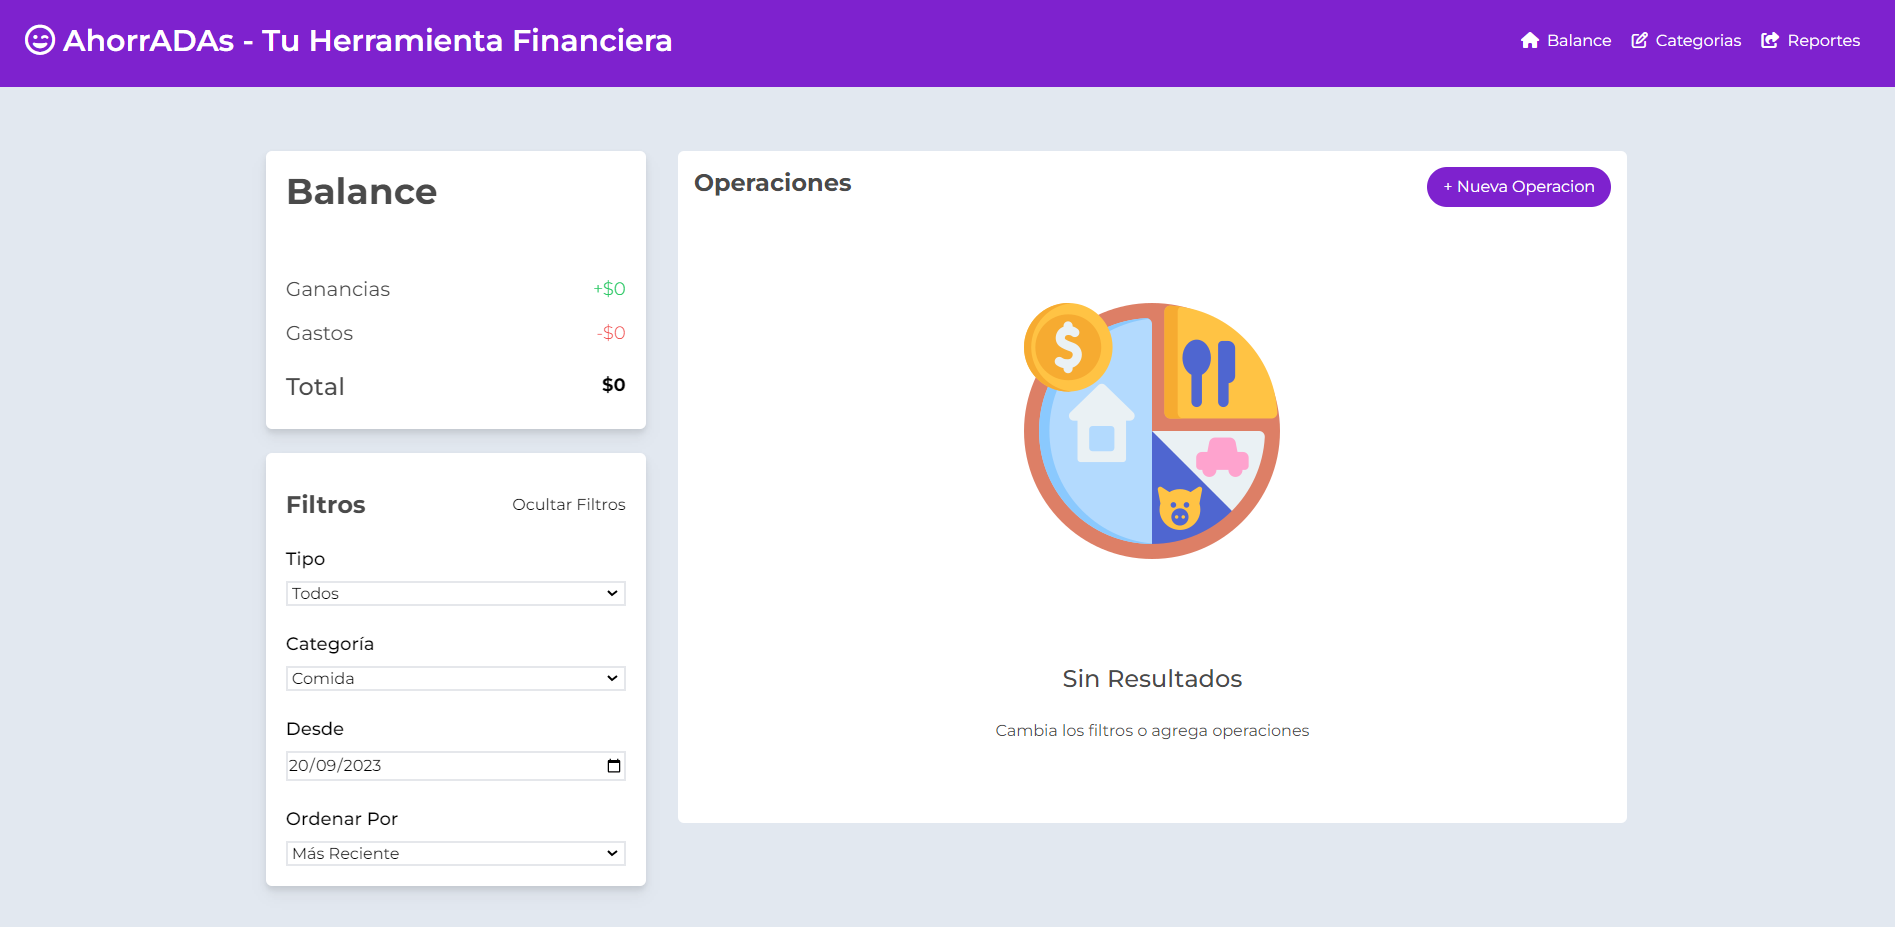 AhorrADAs - Tu Herramienta Financiera
Balance
Categorias
Reportes
Balance
Ganancias +$0
Gastos -$0
Total $0
Filtros
Ocultar Filtros
Tipo
Todos
Categoría
Comida
Desde
20/09/2023
Ordenar Por
Más Reciente
Operaciones
+ Nueva Operacion
$
Sin Resultados
Cambia los filtros o agrega operaciones